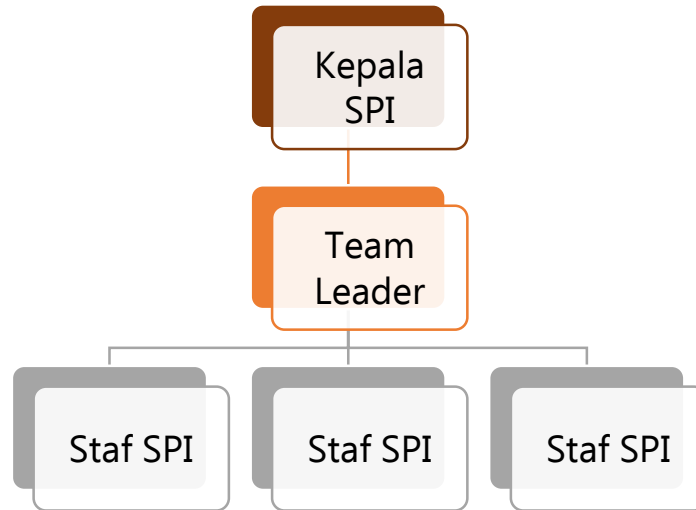 Kepala
SPI
Team
Leader
Staf SPI
Staf SPI
Staf SPI